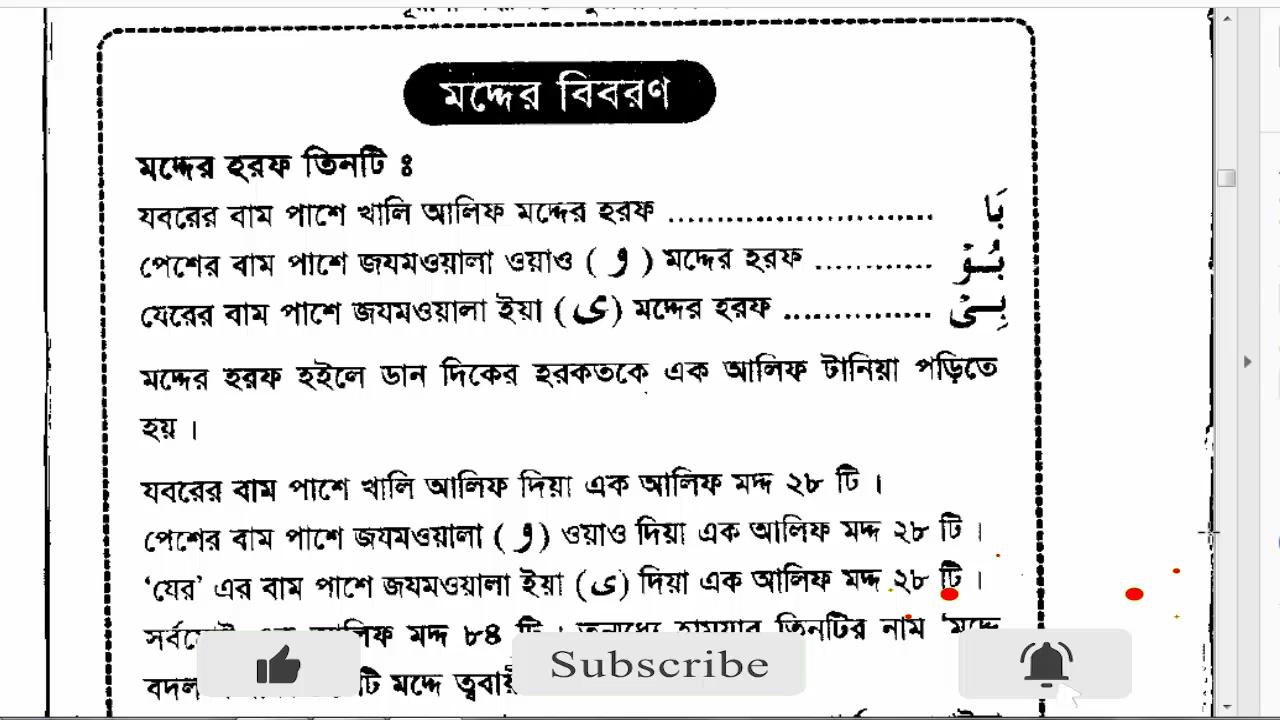 মদ্দের বিবরণ
মদ্দের হরফ তিনটি ঃ
যবরের বাম পাশে খালি আলিফ মদ্দের হরফ ........................... بَا
পেশের বাম পাশে জযমওয়ালা ওয়াও ( و ) মদ্দের হরফ ............ بُوْ
যেরের বাম পাশে জযমওয়ালা ইয়া (ى) মদ্দের হরফ ............... بِىْ
মদ্দের হরফ হইলে ডান দিকের হরকতকে এক আলিফ টানিয়া পড়িতে
হয় ।
যবরের বাম পাশে খালি আলিফ দিয়া এক আলিফ মদ্দ ২৮ টি ।
পেশের বাম পাশে জযমওয়ালা ( و ) ওয়াও দিয়া এক আলিফ মদ্দ ২৮ টি ।
‘যের’ এর বাম পাশে জযমওয়ালা ইয়া (ى) দিয়া এক আলিফ মদ্দ ২৮ টি ।
আলিফ মদ্দ ৮৪ টি । তিনটির নাম ‘মদ্দে
বদল টি মদ্দে
Subscribe